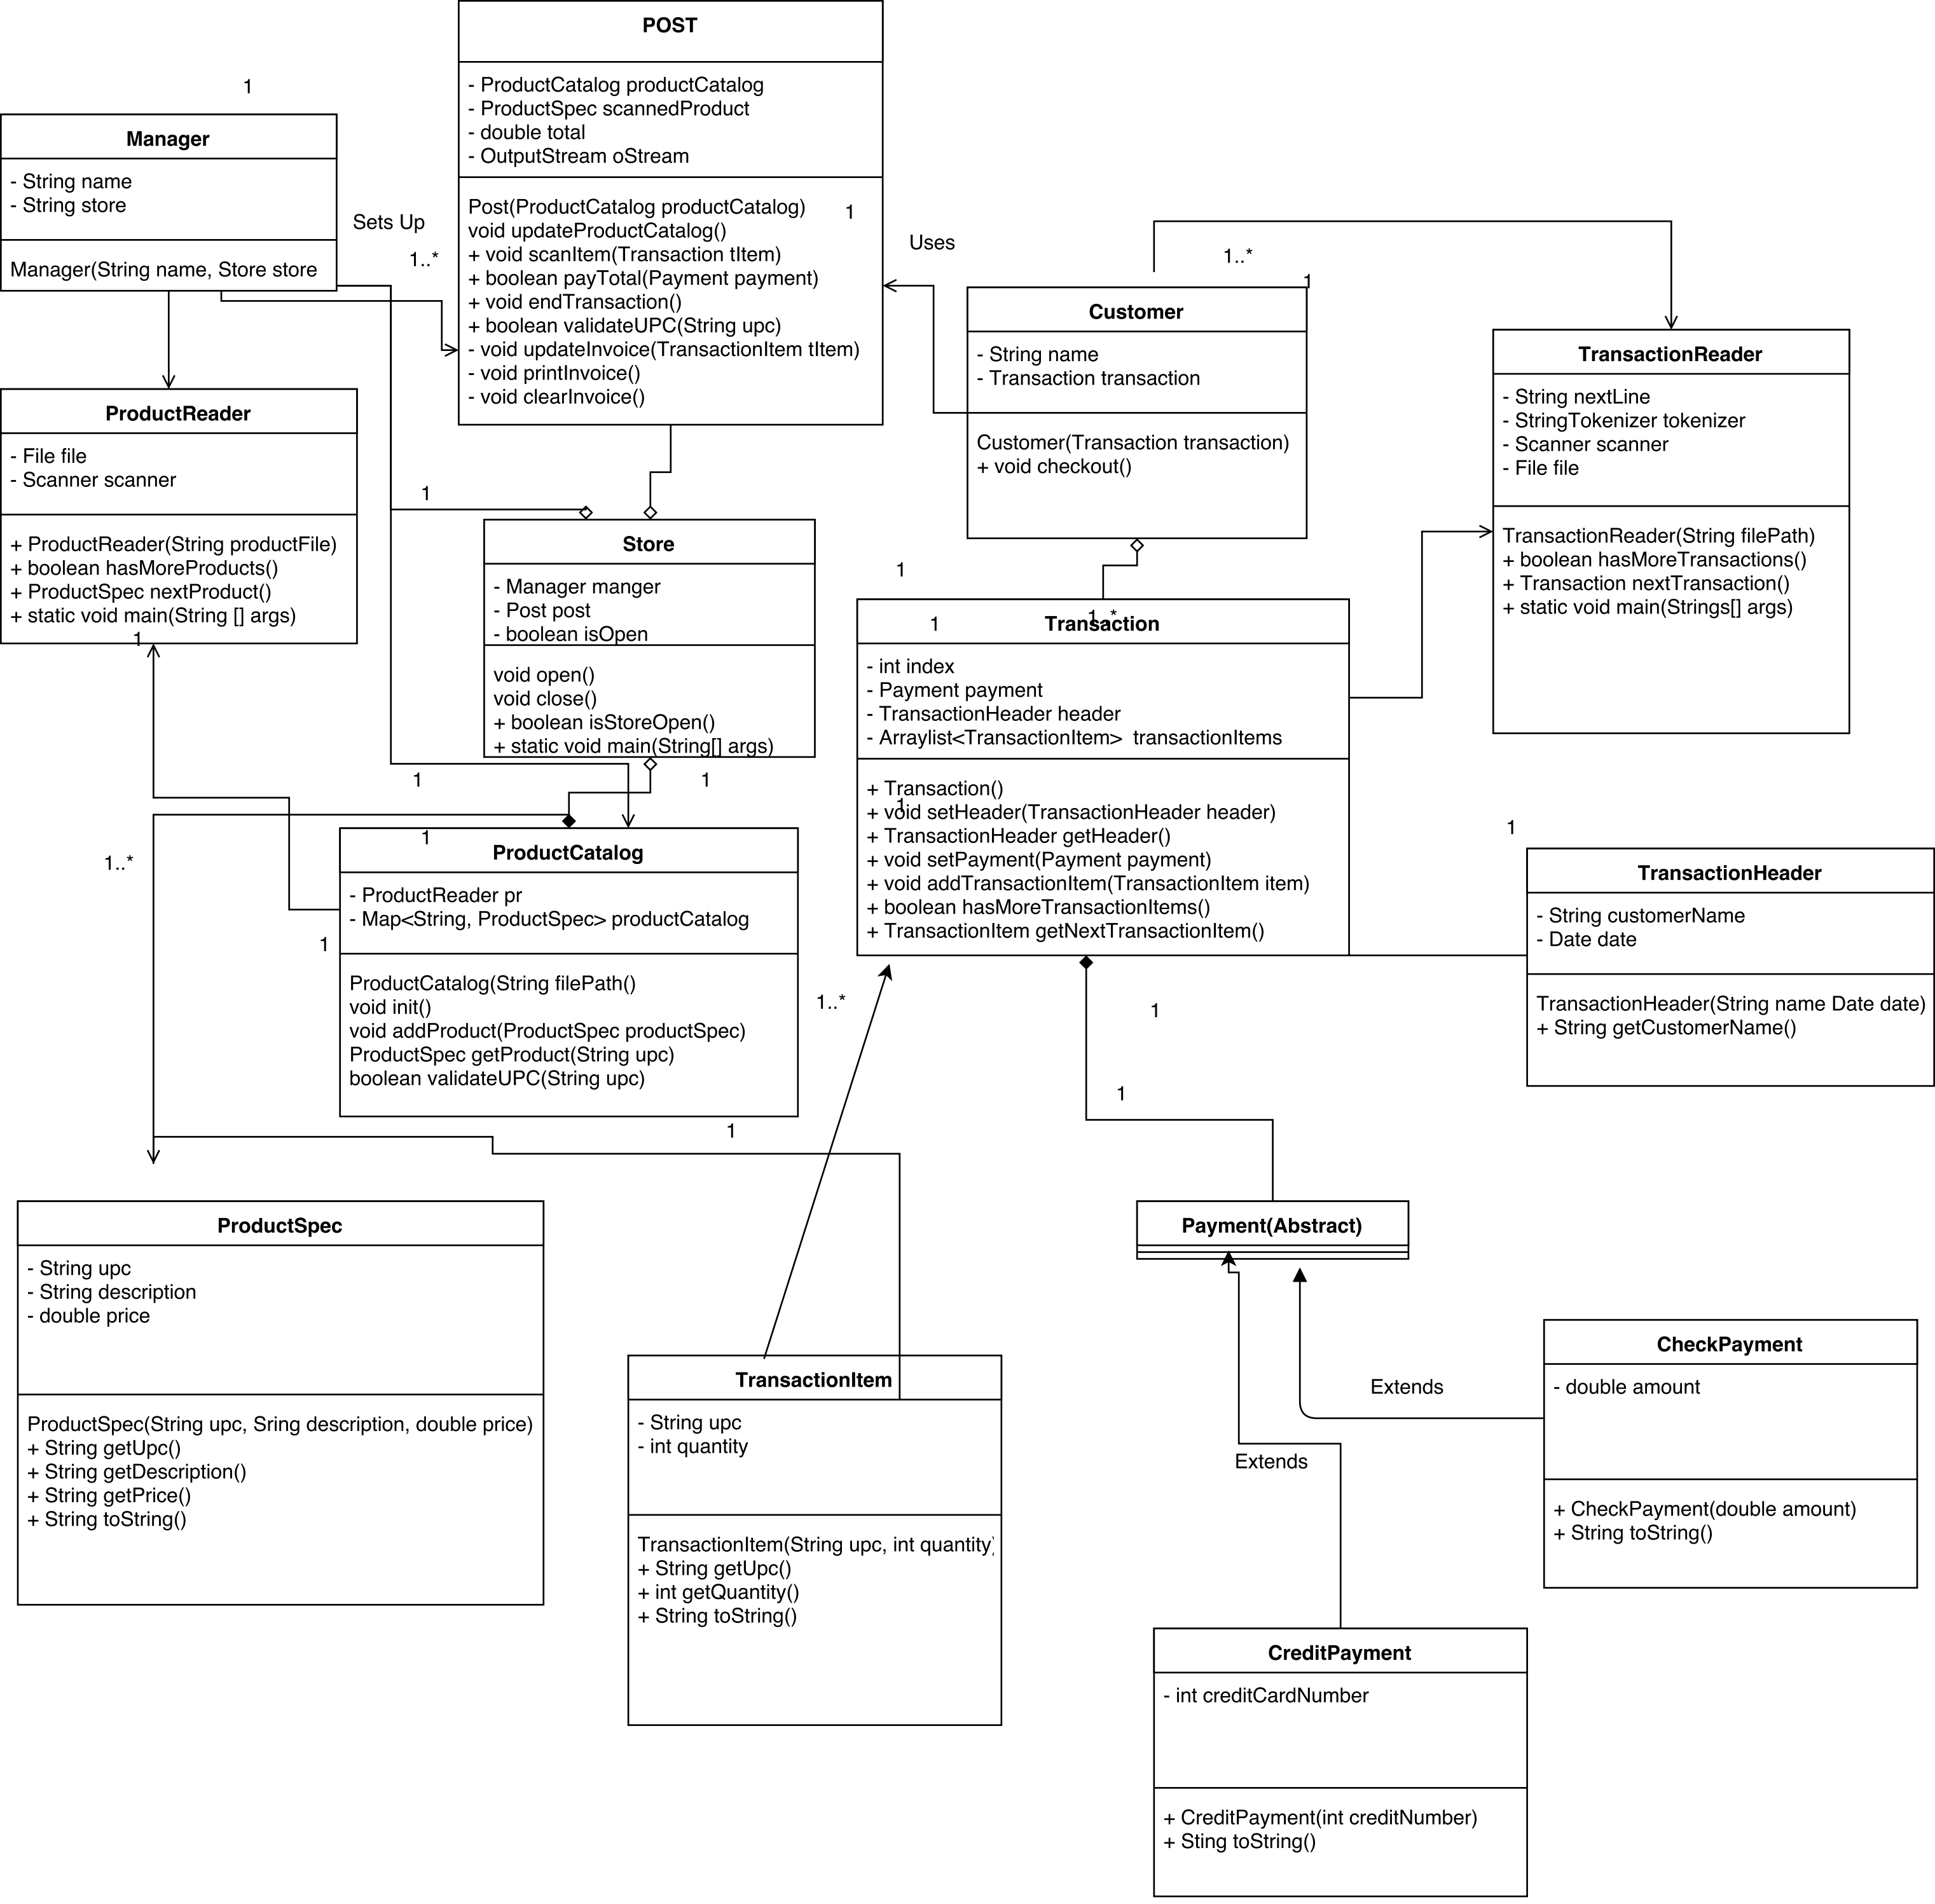 POST
- ProductCatalog productCatalog
- ProductSpec scannedProduct
- double total
- OutputStream oStream
Post(ProductCatalog productCatalog)
1
void updateProductCatalog()
+ void scanItem(Transaction tItem)
+ boolean payTotal(Payment payment)
+ void endTransaction()
+ boolean validateUPC(String upc)
- void updateInvoice(TransactionItem tItem)
- void printInvoice()
- void clearInvoice()
1
Manager
- String name
- String store
Manager(String name, Store store
Sets Up
1..*
Uses
1..*
1
Customer
- String name
- Transaction transaction
Customer(Transaction transaction)
+ void checkout()
TransactionReader
- String nextLine
- StringTokenizer tokenizer
- Scanner scanner
- File file
TransactionReader(String filePath)
+ boolean hasMoreTransactions()
+ Transaction nextTransaction()
+ static void main(Strings[] args)
ProductReader
- File file
- Scanner scanner
+ ProductReader(String productFile)
+ boolean hasMoreProducts()
+ ProductSpec nextProduct()
+ static void main(String [] args)
1
1
Store
- Manager manger
- Post post
- boolean isOpen
void open()
void close()
+ boolean isStoreOpen()
+ static void main(String[] args)
1
1
1
1
1..*
Transaction
- int index
- Payment payment
- TransactionHeader header
- Arraylist<TransactionItem>  transactionItems
+ Transaction()
1
+ void setHeader(TransactionHeader header)
+ TransactionHeader getHeader()
+ void setPayment(Payment payment)
+ void addTransactionItem(TransactionItem item)
+ boolean hasMoreTransactionItems()
+ TransactionItem getNextTransactionItem()
1
TransactionHeader
- String customerName
- Date date
TransactionHeader(String name Date date)
+ String getCustomerName()
1..*
1
ProductCatalog
- ProductReader pr
- Map<String, ProductSpec> productCatalog
1
ProductCatalog(String filePath()
void init()
void addProduct(ProductSpec productSpec)
ProductSpec getProduct(String upc)
boolean validateUPC(String upc)
1..*
1
1
1
ProductSpec
- String upc
- String description
- double price
ProductSpec(String upc, Sring description, double price)
+ String getUpc()
+ String getDescription()
+ String getPrice()
+ String toString()
Payment(Abstract)
TransactionItem
- String upc
- int quantity
TransactionItem(String upc, int quantity)
+ String getUpc()
+ int getQuantity()
+ String toString()
Extends
Extends
CheckPayment
- double amount
+ CheckPayment(double amount)
+ String toString()
CreditPayment
- int creditCardNumber
+ CreditPayment(int creditNumber)
+ Sting toString()